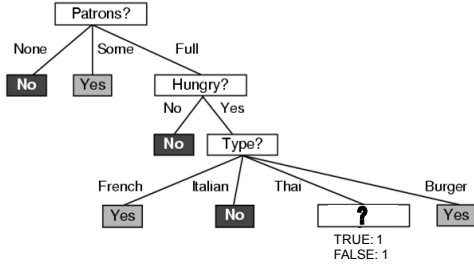 Patrons?
None Some Full
No Yes Hungry?
No Yes
No Type?
French Italian Thai Burger
Yes No ? Yes
TRUE: 1
FALSE: 1